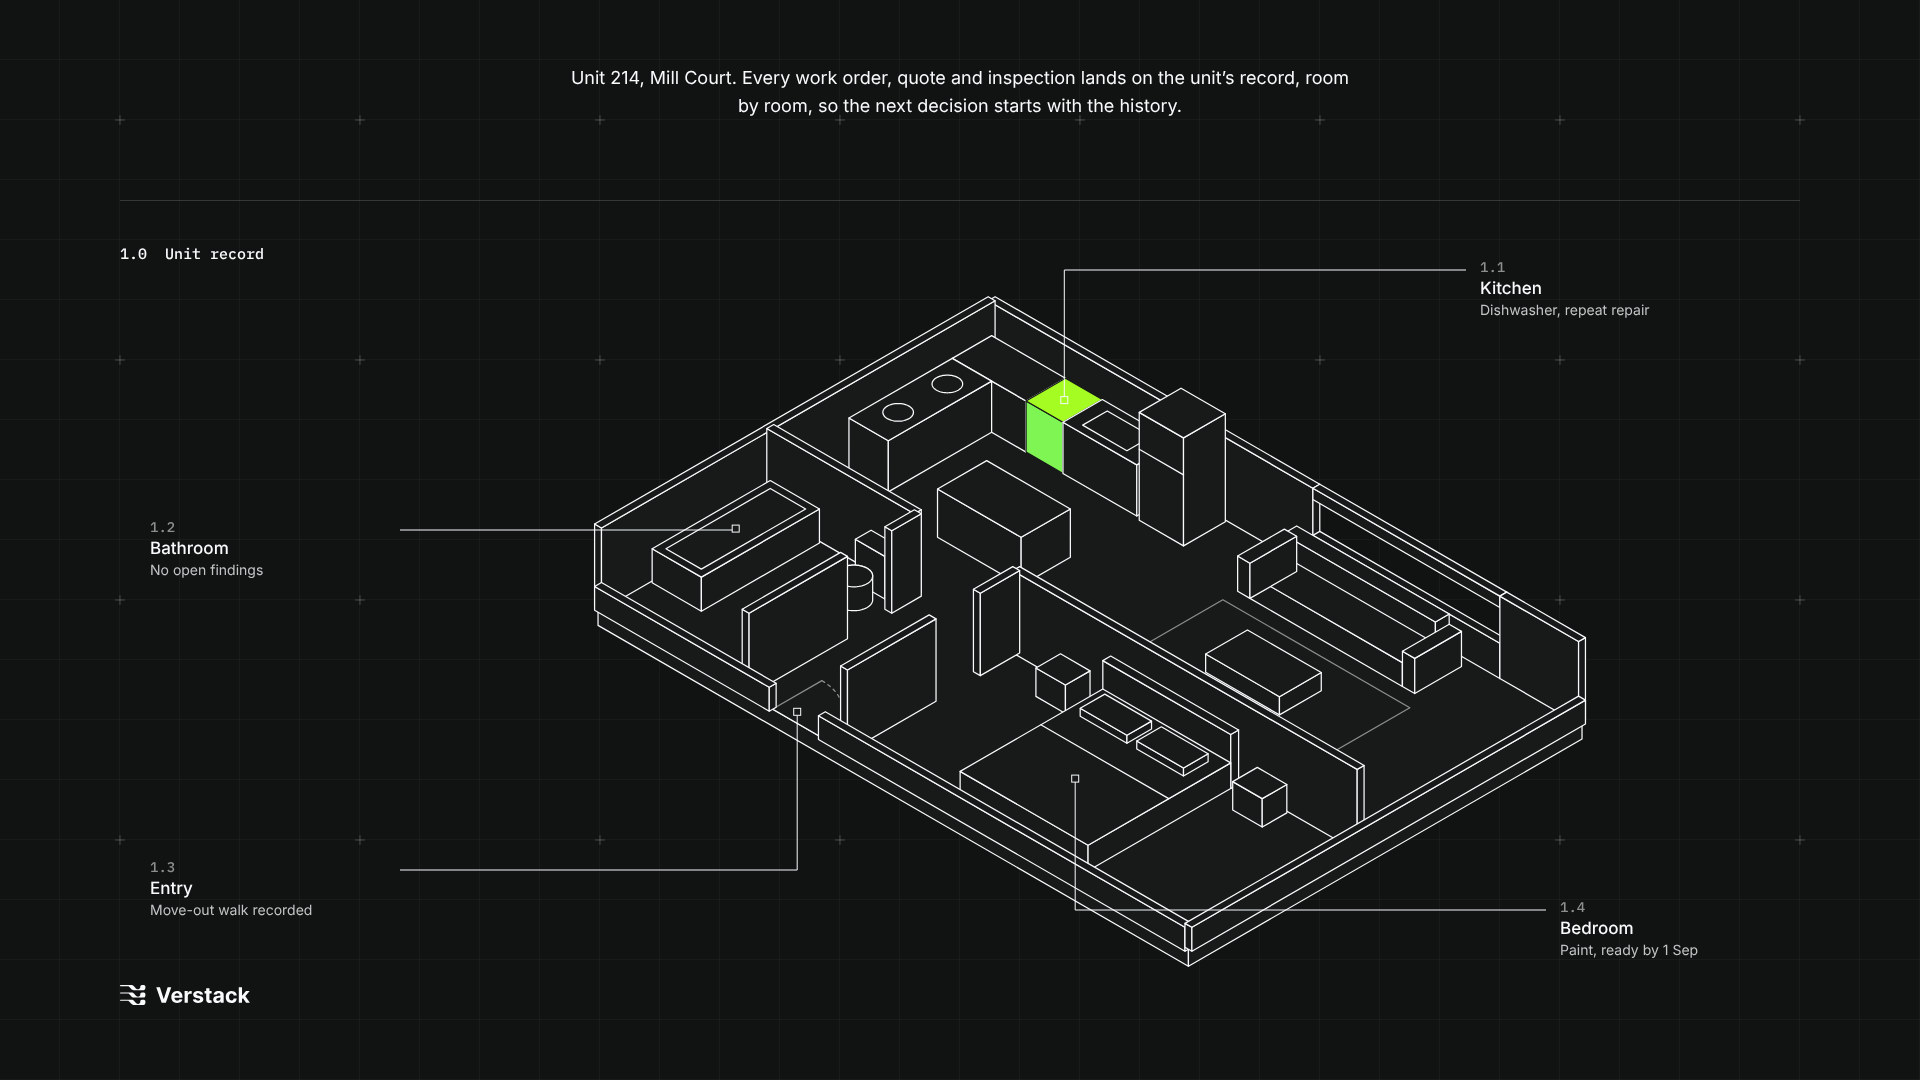 Unit 214, Mill Court. Every work order, quote and inspection lands on the unit’s record, room
by room, so the next decision starts with the history.
1.0 Unit record
1.1
Kitchen
Dishwasher, repeat repair
1.2
Bathroom
No open findings
1.3
Entry
Move-out walk recorded
1.4
Bedroom
Paint, ready by 1 Sep
Verstack